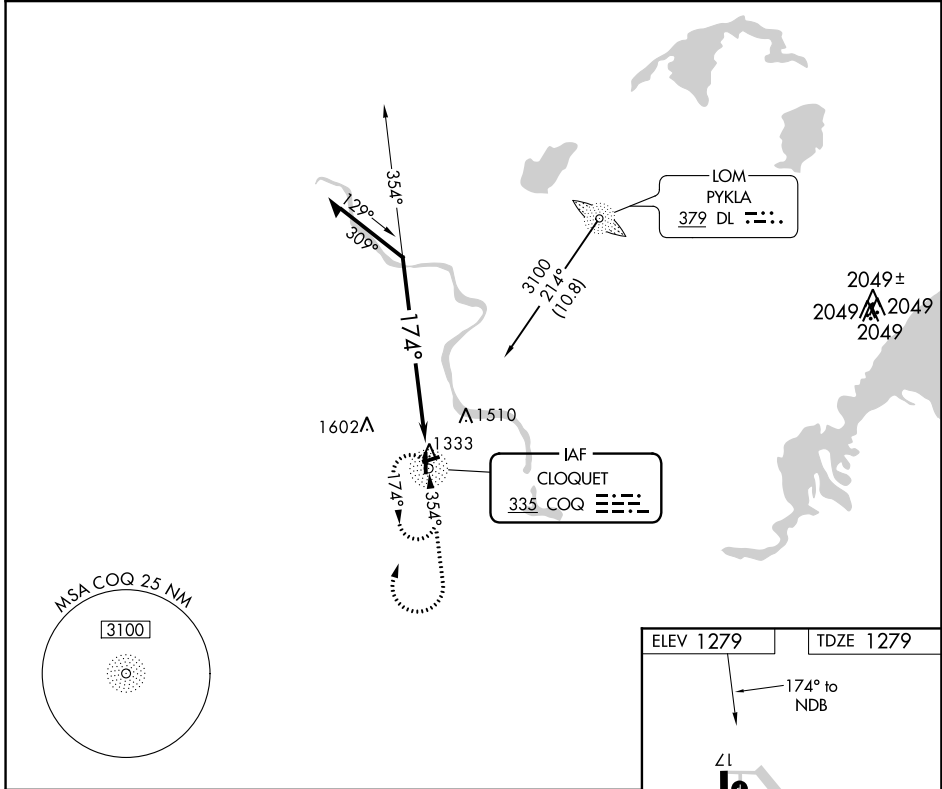 354°
129°
309°
174°
LOM
PYKLA
379 DL
3100
214°
(10.8)
2049±
2049
2049
2049
1602
1510
1333
IAF
CLOQUET
335 COQ
174°
354°
MSA COQ 25 NM
3100
ELEV 1279
TDZE 1279
174° to
NDB
17